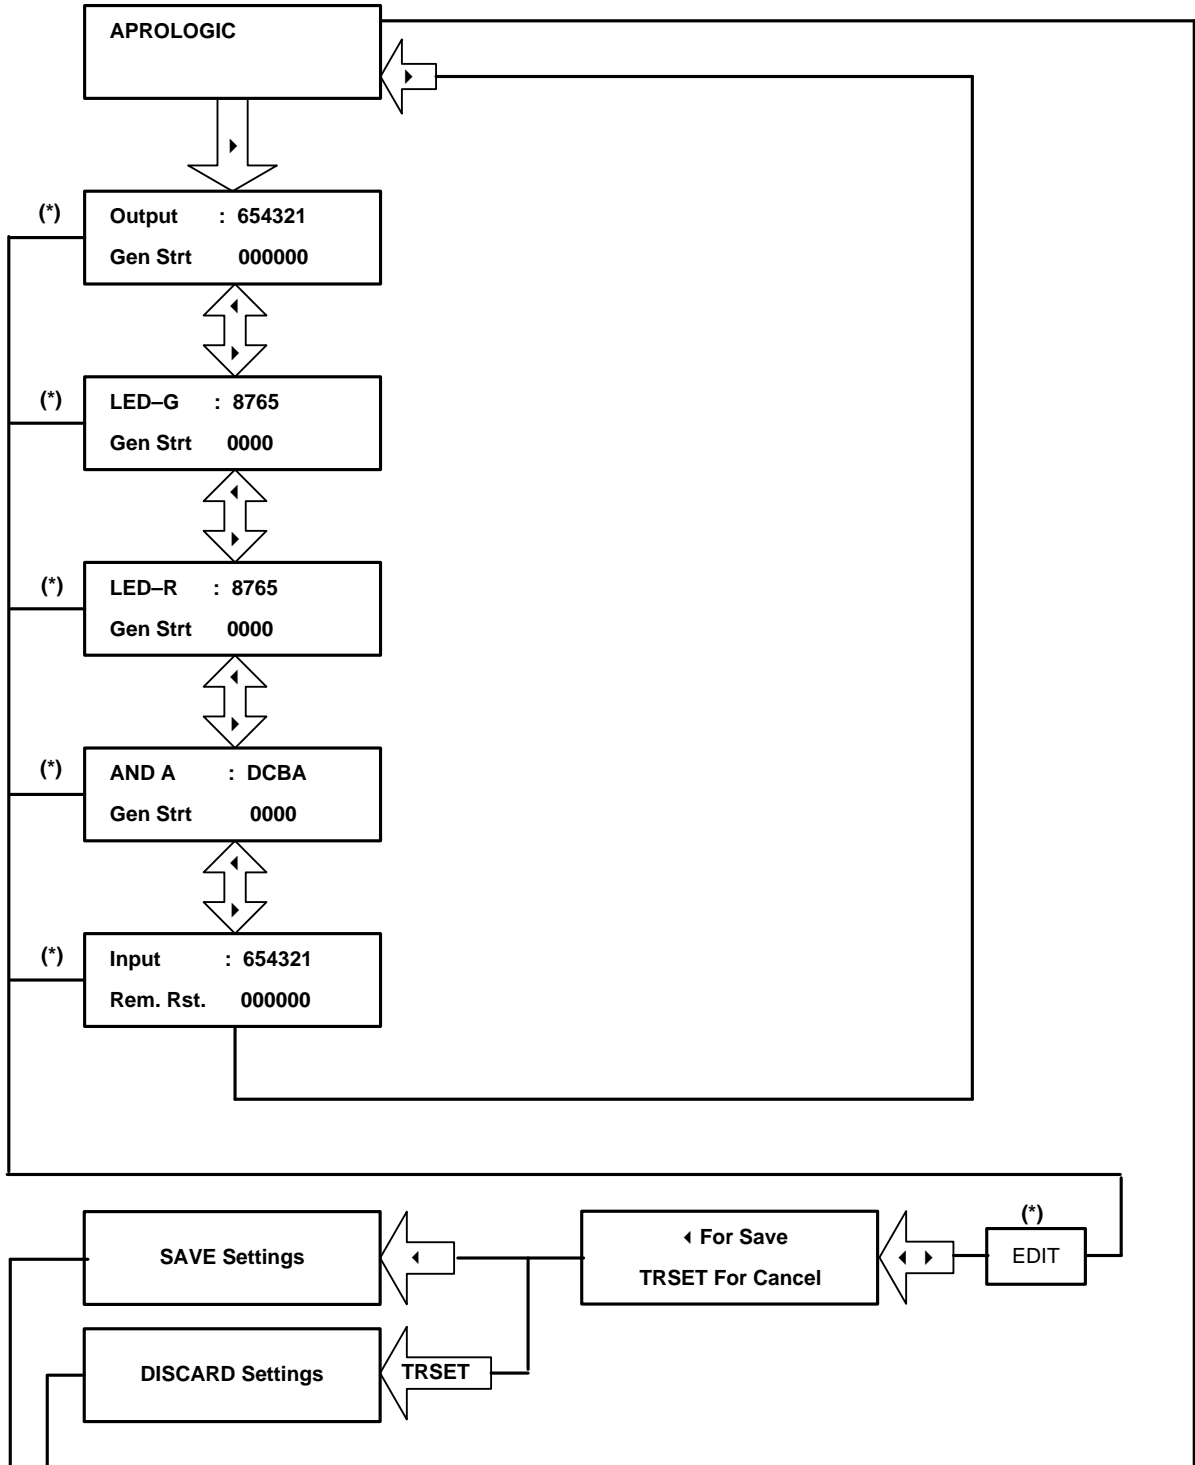 APROLOGIC
(*)
Output : 654321
Gen Strt 000000
(*)
LED–G : 8765
Gen Strt 0000
(*)
LED–R : 8765
Gen Strt 0000
(*)
AND A : DCBA
Gen Strt 0000
(*)
Input : 654321
Rem. Rst. 000000
(*)
SAVE Settings
For Save
TRSET For Cancel
EDIT
DISCARD Settings
TRSET